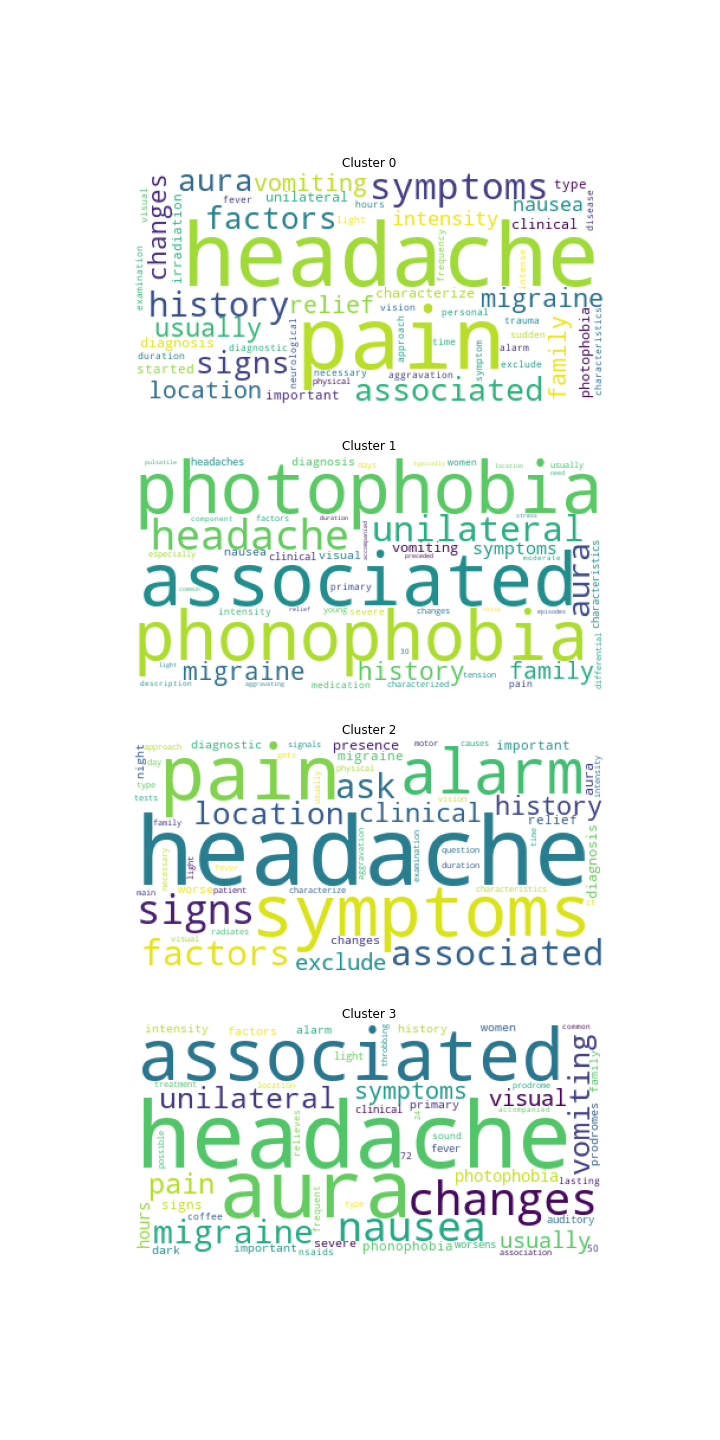 Cluster 0
aura vomiting symptoms type
fever unilateral hours nausea disease
visual changes irradiation factors light intensity clinical
examination headache frequency intense
history relief characterize migraine
vision personal
usually pain approach time trauma sudden family photophobia characteristics
diagnosis diagnostic neurological symptom alarm
duration signs necessary exclude
started physical aggravation
location important associated
Cluster 1
pulsatile headaches diagnosis days typically women location usually
need
photophobia
component factors duration stress
headache accompanied unilateral
especially nausea clinical visual vomiting symptoms
preceded moderate
associated aura characteristics
common primary
intensity relief young severe changes worse episodes
phonophobia
30
light migraine history tension family differential
description aggravating medication characterized pain
Cluster 2
night approach diagnostic signals presence motor causes important
day gets migraine
type pain usually physical ask alarm aura intensity
tests vision
location clinical history
family relief
headache aggravation examination question time diagnosis
necessary light fever duration
main worse patient characterize characteristics
signs symptoms ct
radiates
visual changes
factors exclude associated
Cluster 3
intensity factors alarm history women common
associated throbbing light vomiting family
treatment location symptoms prodrome
unilateral clinical primary visual
24 accompanied
headache relieves sound prodromes
possible fever
72
pain aura photophobia lasting
signs frequent type changes
hours coffee auditory
migraine nausea usually
dark important nsaids severe phonophobia worsens association 50